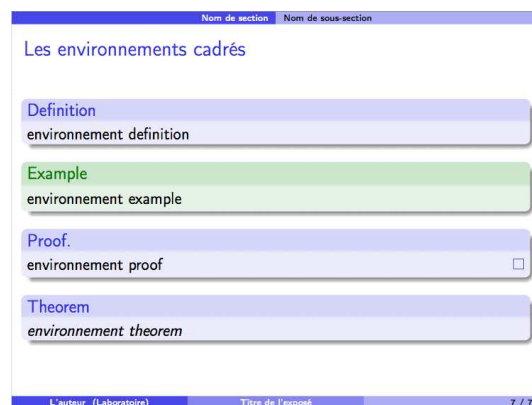 Nom de section Nom de sous-section
Les environnements cadrés
Definition
environnement definition
Example
environnement example
Proof.
environnement proof
Theorem
environnement theorem
L'auteur (Laboratoire) Titre de l'exposé 7 / 7